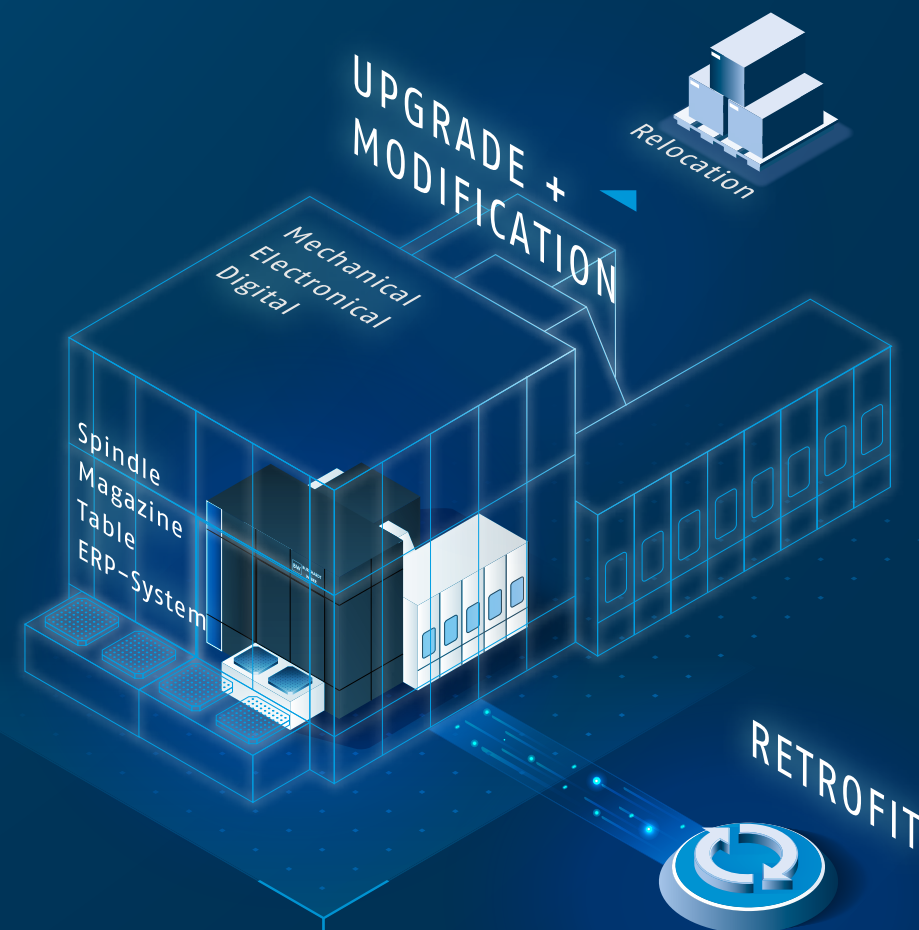 UPGRADE +
MODIFICATION
Relocation
Mechanical
Electronical
Digital
Spindle
Magazine
Table
ERP-System
RETROFIT